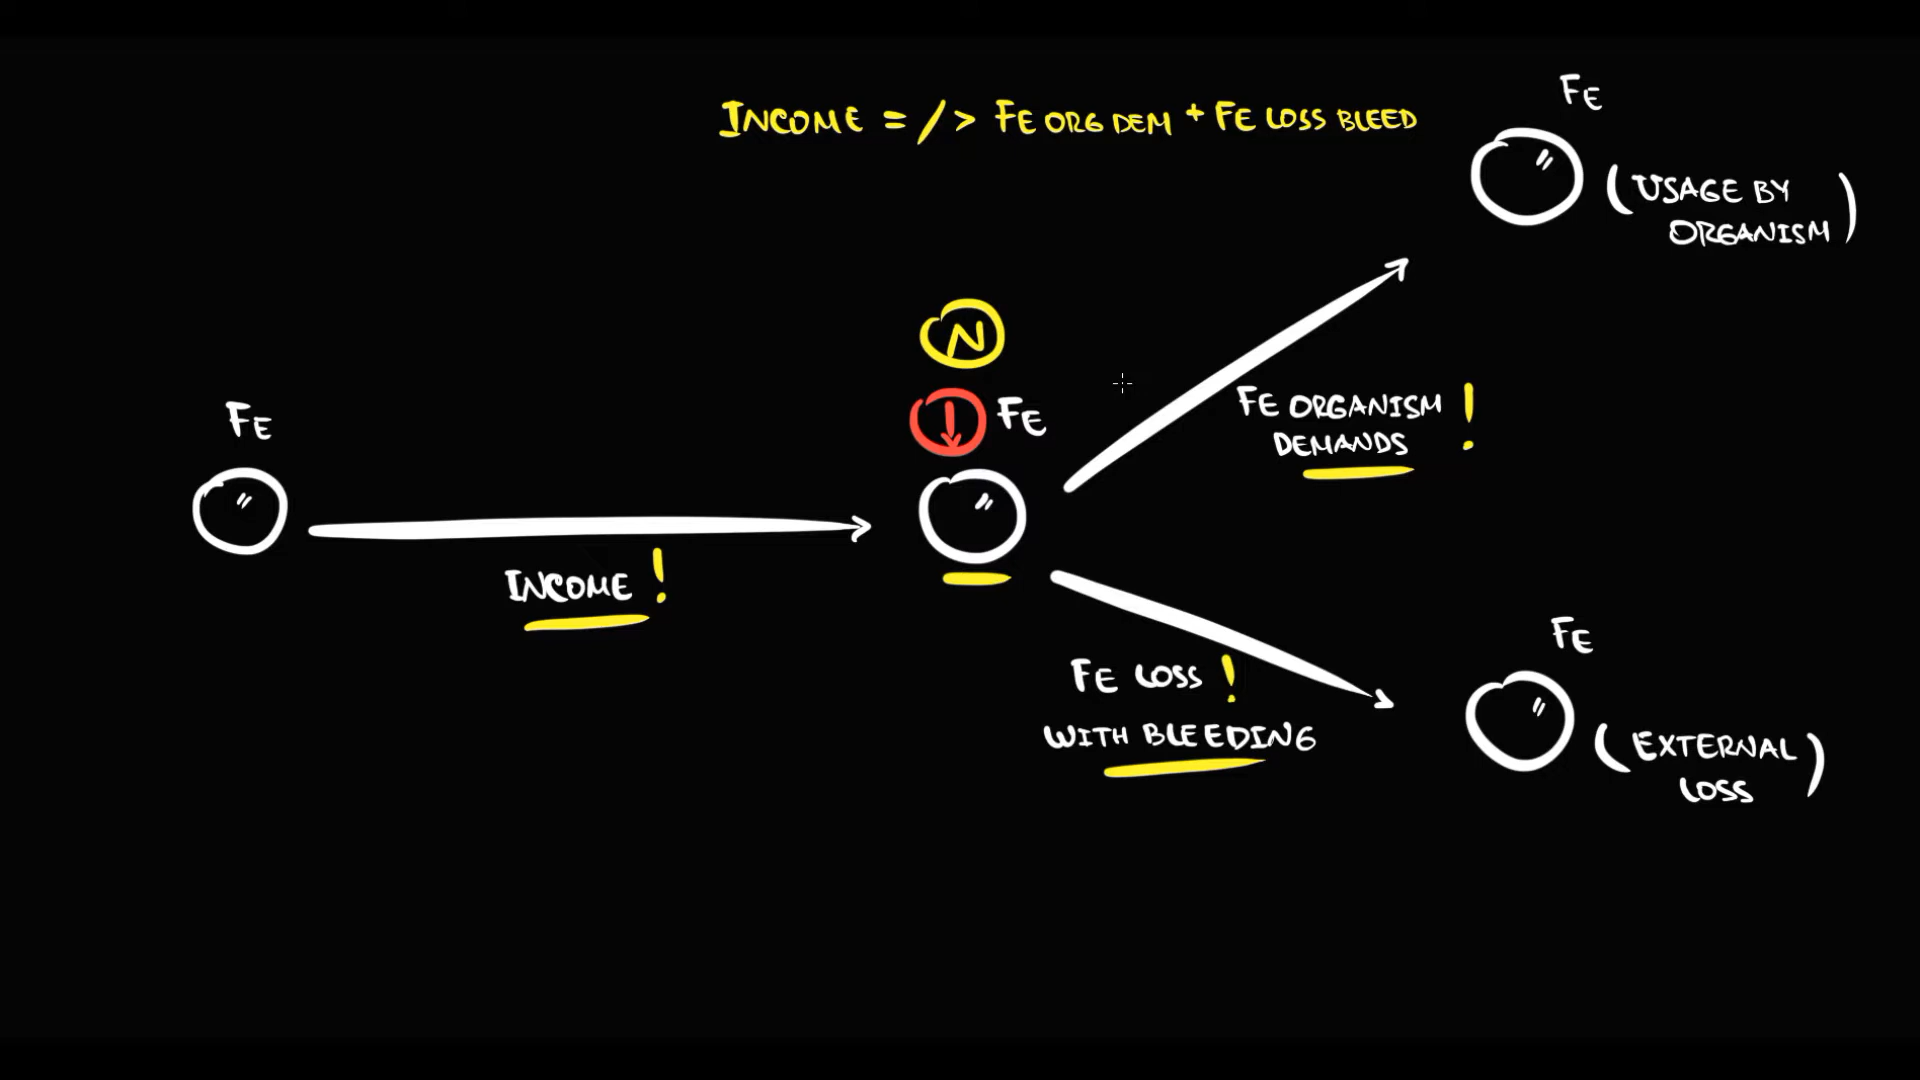 Fe
INCOME = / > FE ORG DEM + FE LOSS BLEED
(USAGE BY
ORGANISM)
N
Fe
↓ Fe
FE ORGANISM !
DEMANDS
INCOME !
Fe
FE LOSS !
WITH BLEEDING
(EXTERNAL
LOSS)